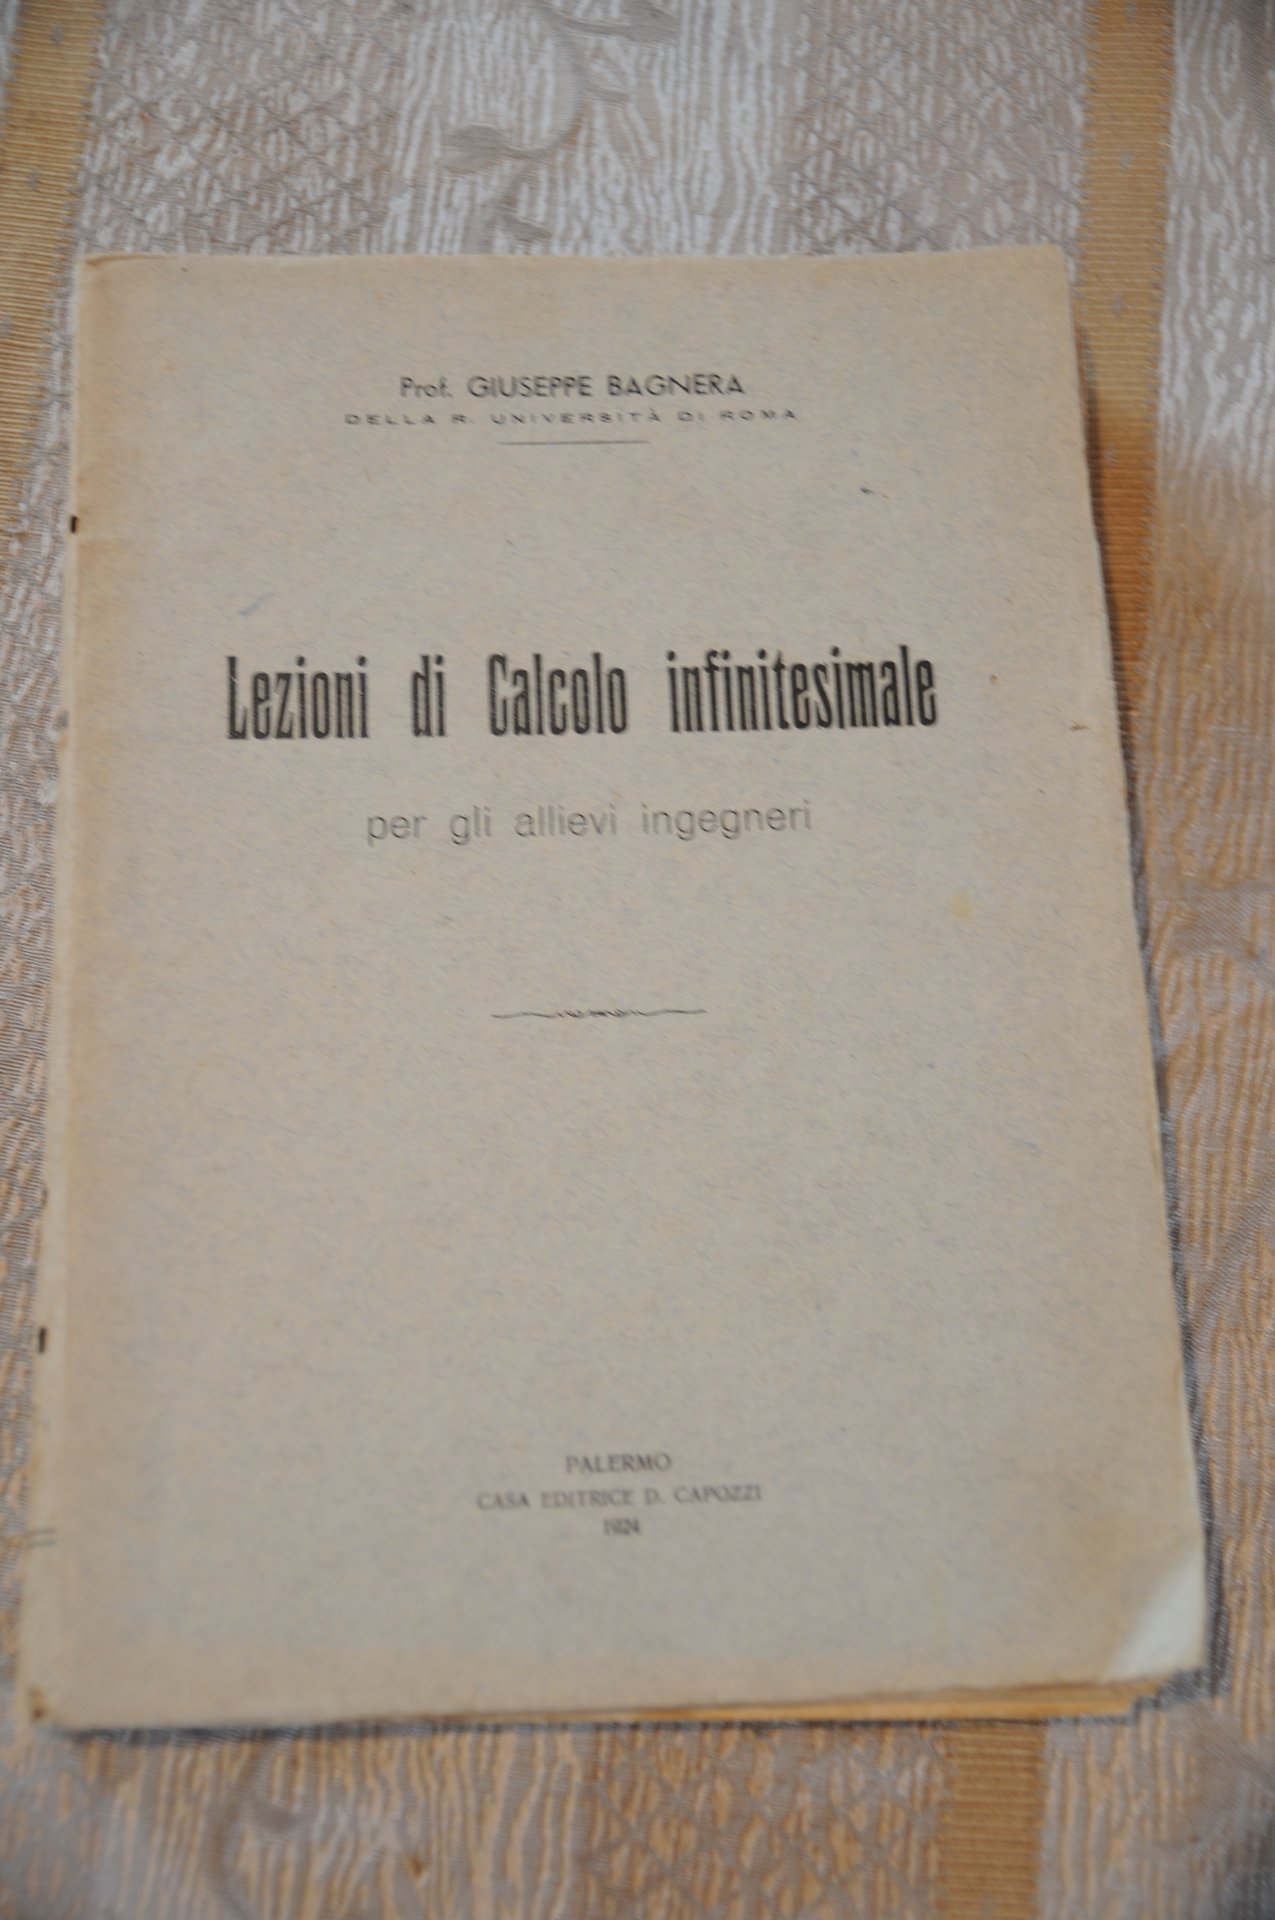 Prof. GIUSEPPE BAGNERA
DELLA R. UNIVERSITÀ DI ROMA
Lezioni di Calcolo infinitesimale
per gli allievi ingegneri
PALERMO
CASA EDITRICE D. CAPOZZI
1924